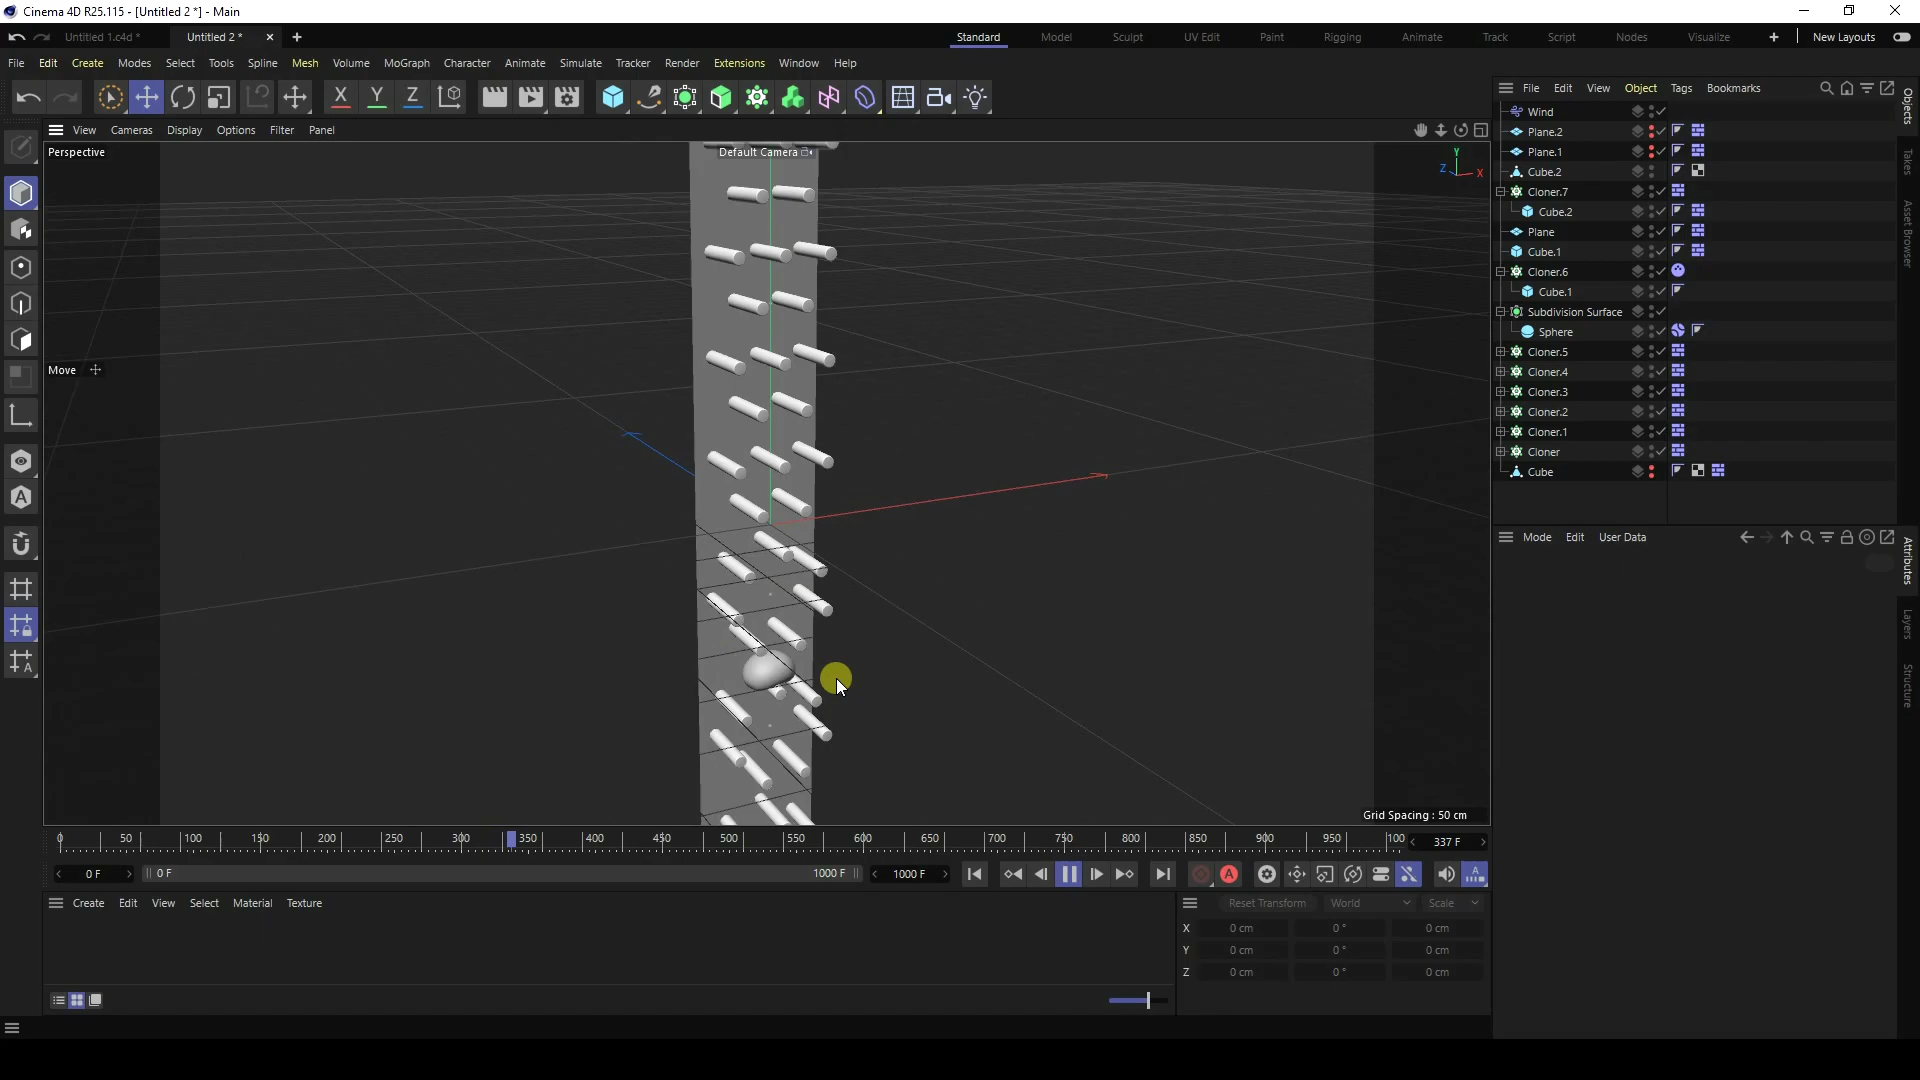 Cinema 4D R25.115 - [Untitled 2 *] - Main
Untitled 1.c4d *
Untitled 2 *
Standard
Model
Sculpt
UV Edit
Paint
Rigging
Animate
Track
Script
Nodes
Visualize
New Layouts
File Edit Create Modes Select Tools Spline Mesh Volume MoGraph Character Animate Simulate Tracker Render Extensions Window Help
X Y Z
File Edit View Object Tags Bookmarks
View Cameras Display Options Filter Panel
Perspective
Default Camera
Y
Z
X
Move
Grid Spacing : 50 cm
Wind
Plane.2
Plane.1
Cube.2
Cloner.7
Cube.2
Plane
Cube.1
Cloner.6
Cube.1
Subdivision Surface
Sphere
Cloner.5
Cloner.4
Cloner.3
Cloner.2
Cloner.1
Cloner
Cube
Objects
Takes
Asset Browser
Mode Edit User Data
Attributes
Layers
Structure
0 50 100 150 200 250 300 350 400 450 500 550 600 650 700 750 800 850 900 950 100
337 F
0 F
0 F
1000 F
1000 F
Create Edit View Select Material Texture
Reset Transform World Scale
X 0 cm 0 ° 0 cm
Y 0 cm 0 ° 0 cm
Z 0 cm 0 ° 0 cm